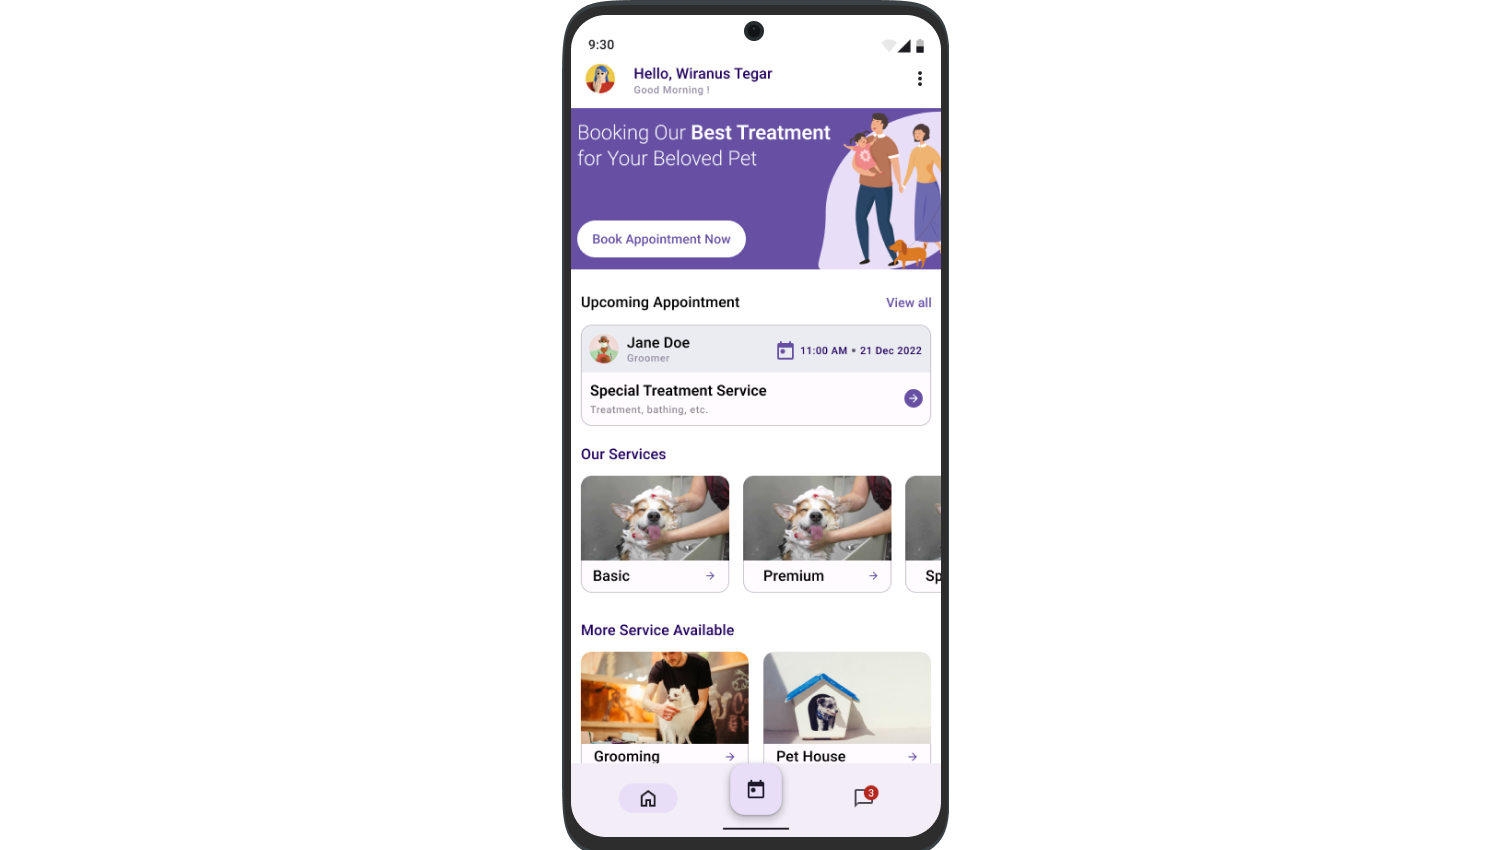 9:30
Hello, Wiranus Tegar
Good Morning !
Booking Our Best Treatment
for Your Beloved Pet
Book Appointment Now
Upcoming Appointment
View all
Jane Doe
Groomer
11:00 AM • 21 Dec 2022
Special Treatment Service
Treatment, bathing, etc.
Our Services
Basic
Premium
Sp
More Service Available
Grooming
Pet House
3